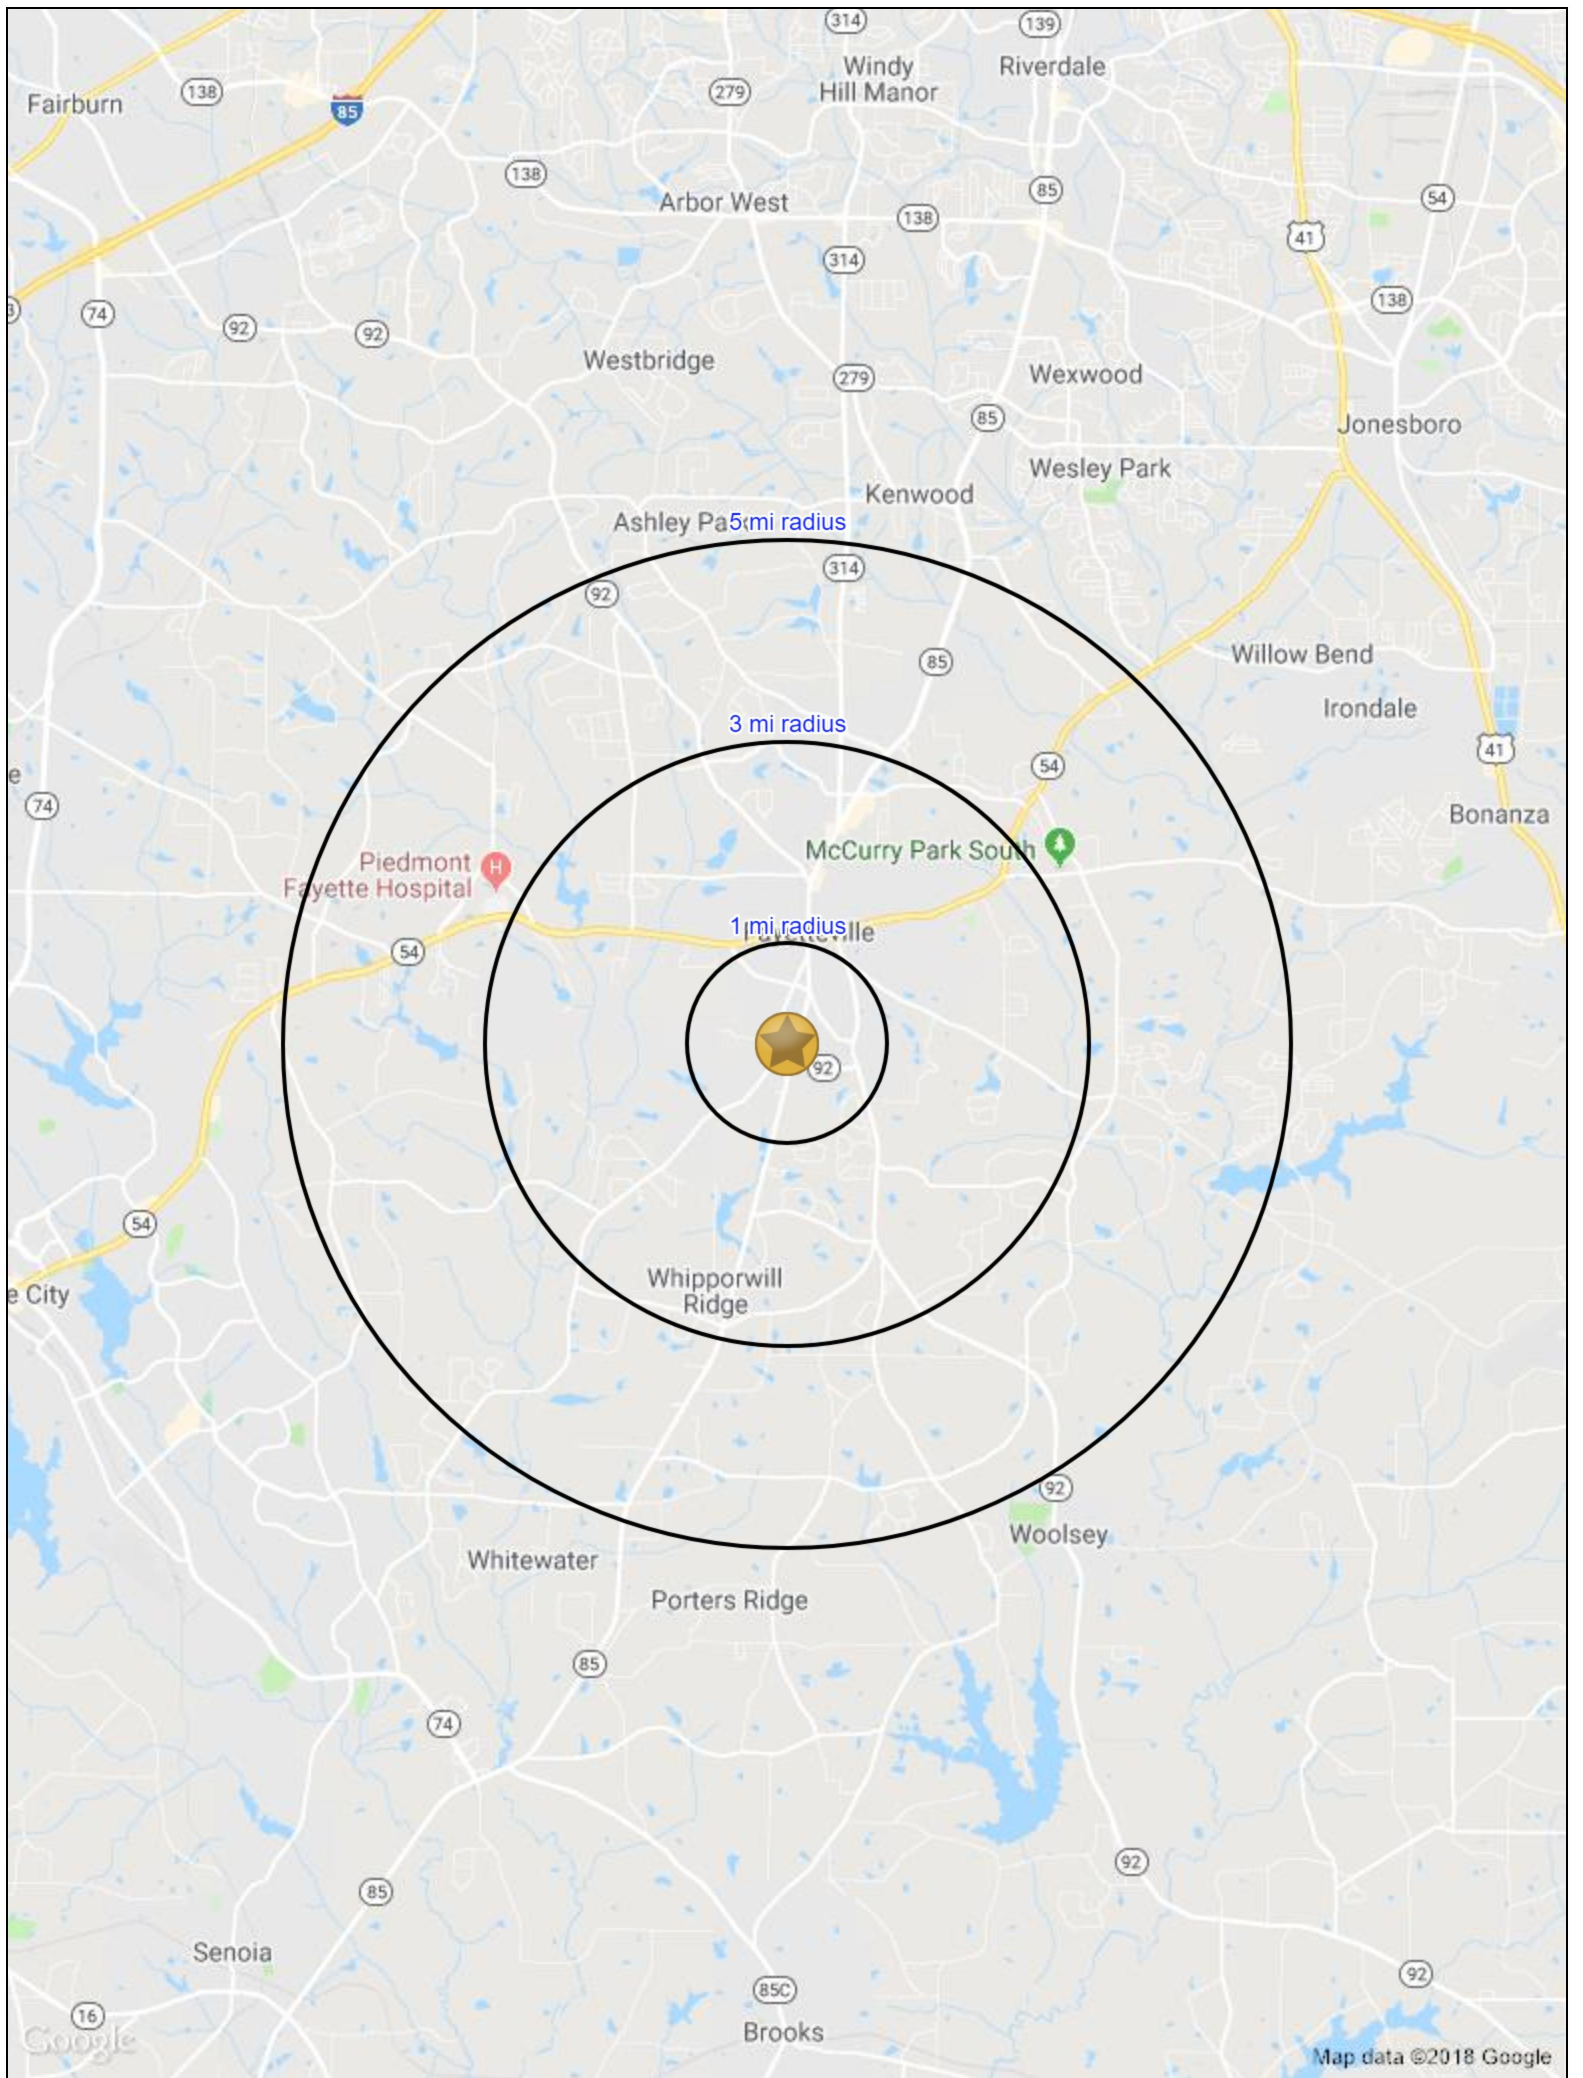 314
139
Windy
Hill Manor
Riverdale
138
Fairburn
85
279
138
Arbor West
85
54
138
41
314
138
74
92
92
Westbridge
279
Wexwood
85
Jonesboro
Wesley Park
Kenwood
5 mi radius
314
92
Willow Bend
85
Irondale
3 mi radius
41
54
e
74
Bonanza
McCurry Park South
Piedmont
Fayette Hospital
H
1 mi radius
Fayetteville
54
92
54
Whipporwill
Ridge
e City
92
Woolsey
Whitewater
Porters Ridge
85
74
92
85
Senoia
92
85C
16
Brooks
Google
Map data ©2018 Google